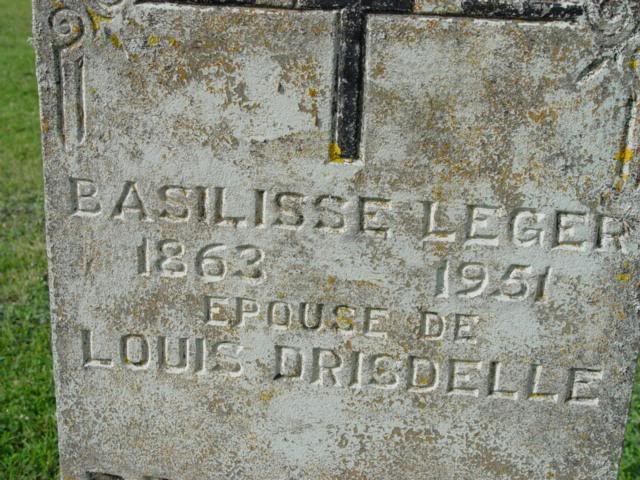 BASILISSE LEGER
1863 1951
EPOUSE DE
LOUIS DRISDELLE